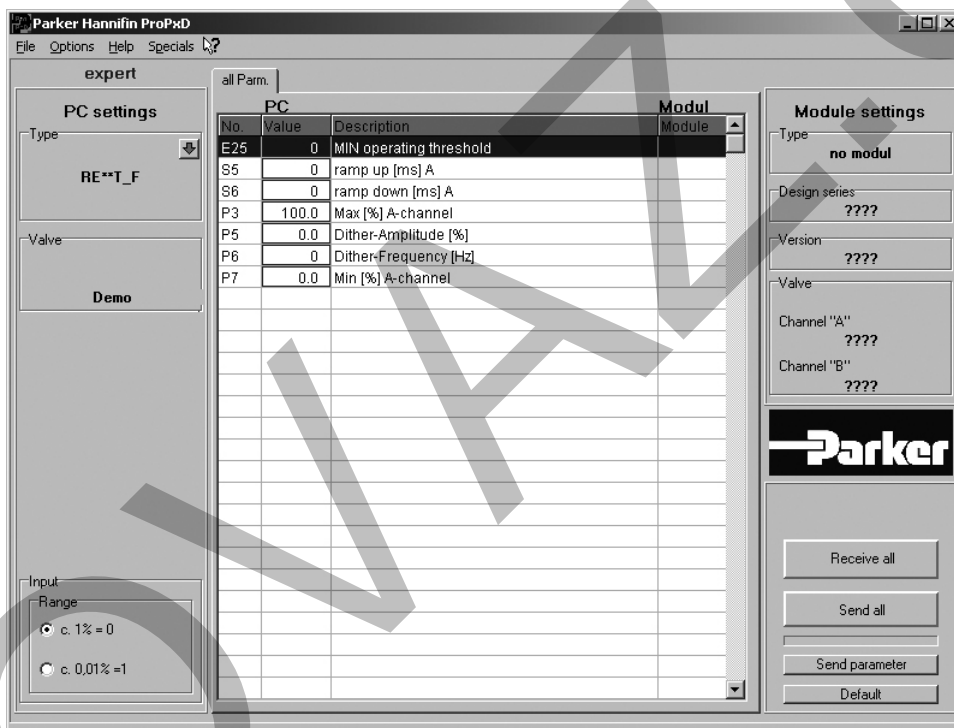 Parker Hannifin ProPxD
File Options Help Specials
expert
PC settings
Type
RE**T_F
Valve
Demo
Input
Range
c. 1% = 0
c. 0,01% =1
all Parm.
PC Modul
No. Value Description Module
E25 0 MIN operating threshold
S5 0 ramp up [ms] A
S6 0 ramp down [ms] A
P3 100.0 Max [%] A-channel
P5 0.0 Dither-Amplitude [%]
P6 0 Dither-Frequency [Hz]
P7 0.0 Min [%] A-channel
Module settings
Type
no modul
Design series
????
Version
????
Valve
Channel "A"
????
Channel "B"
????
Parker
Receive all
Send all
Send parameter
Default